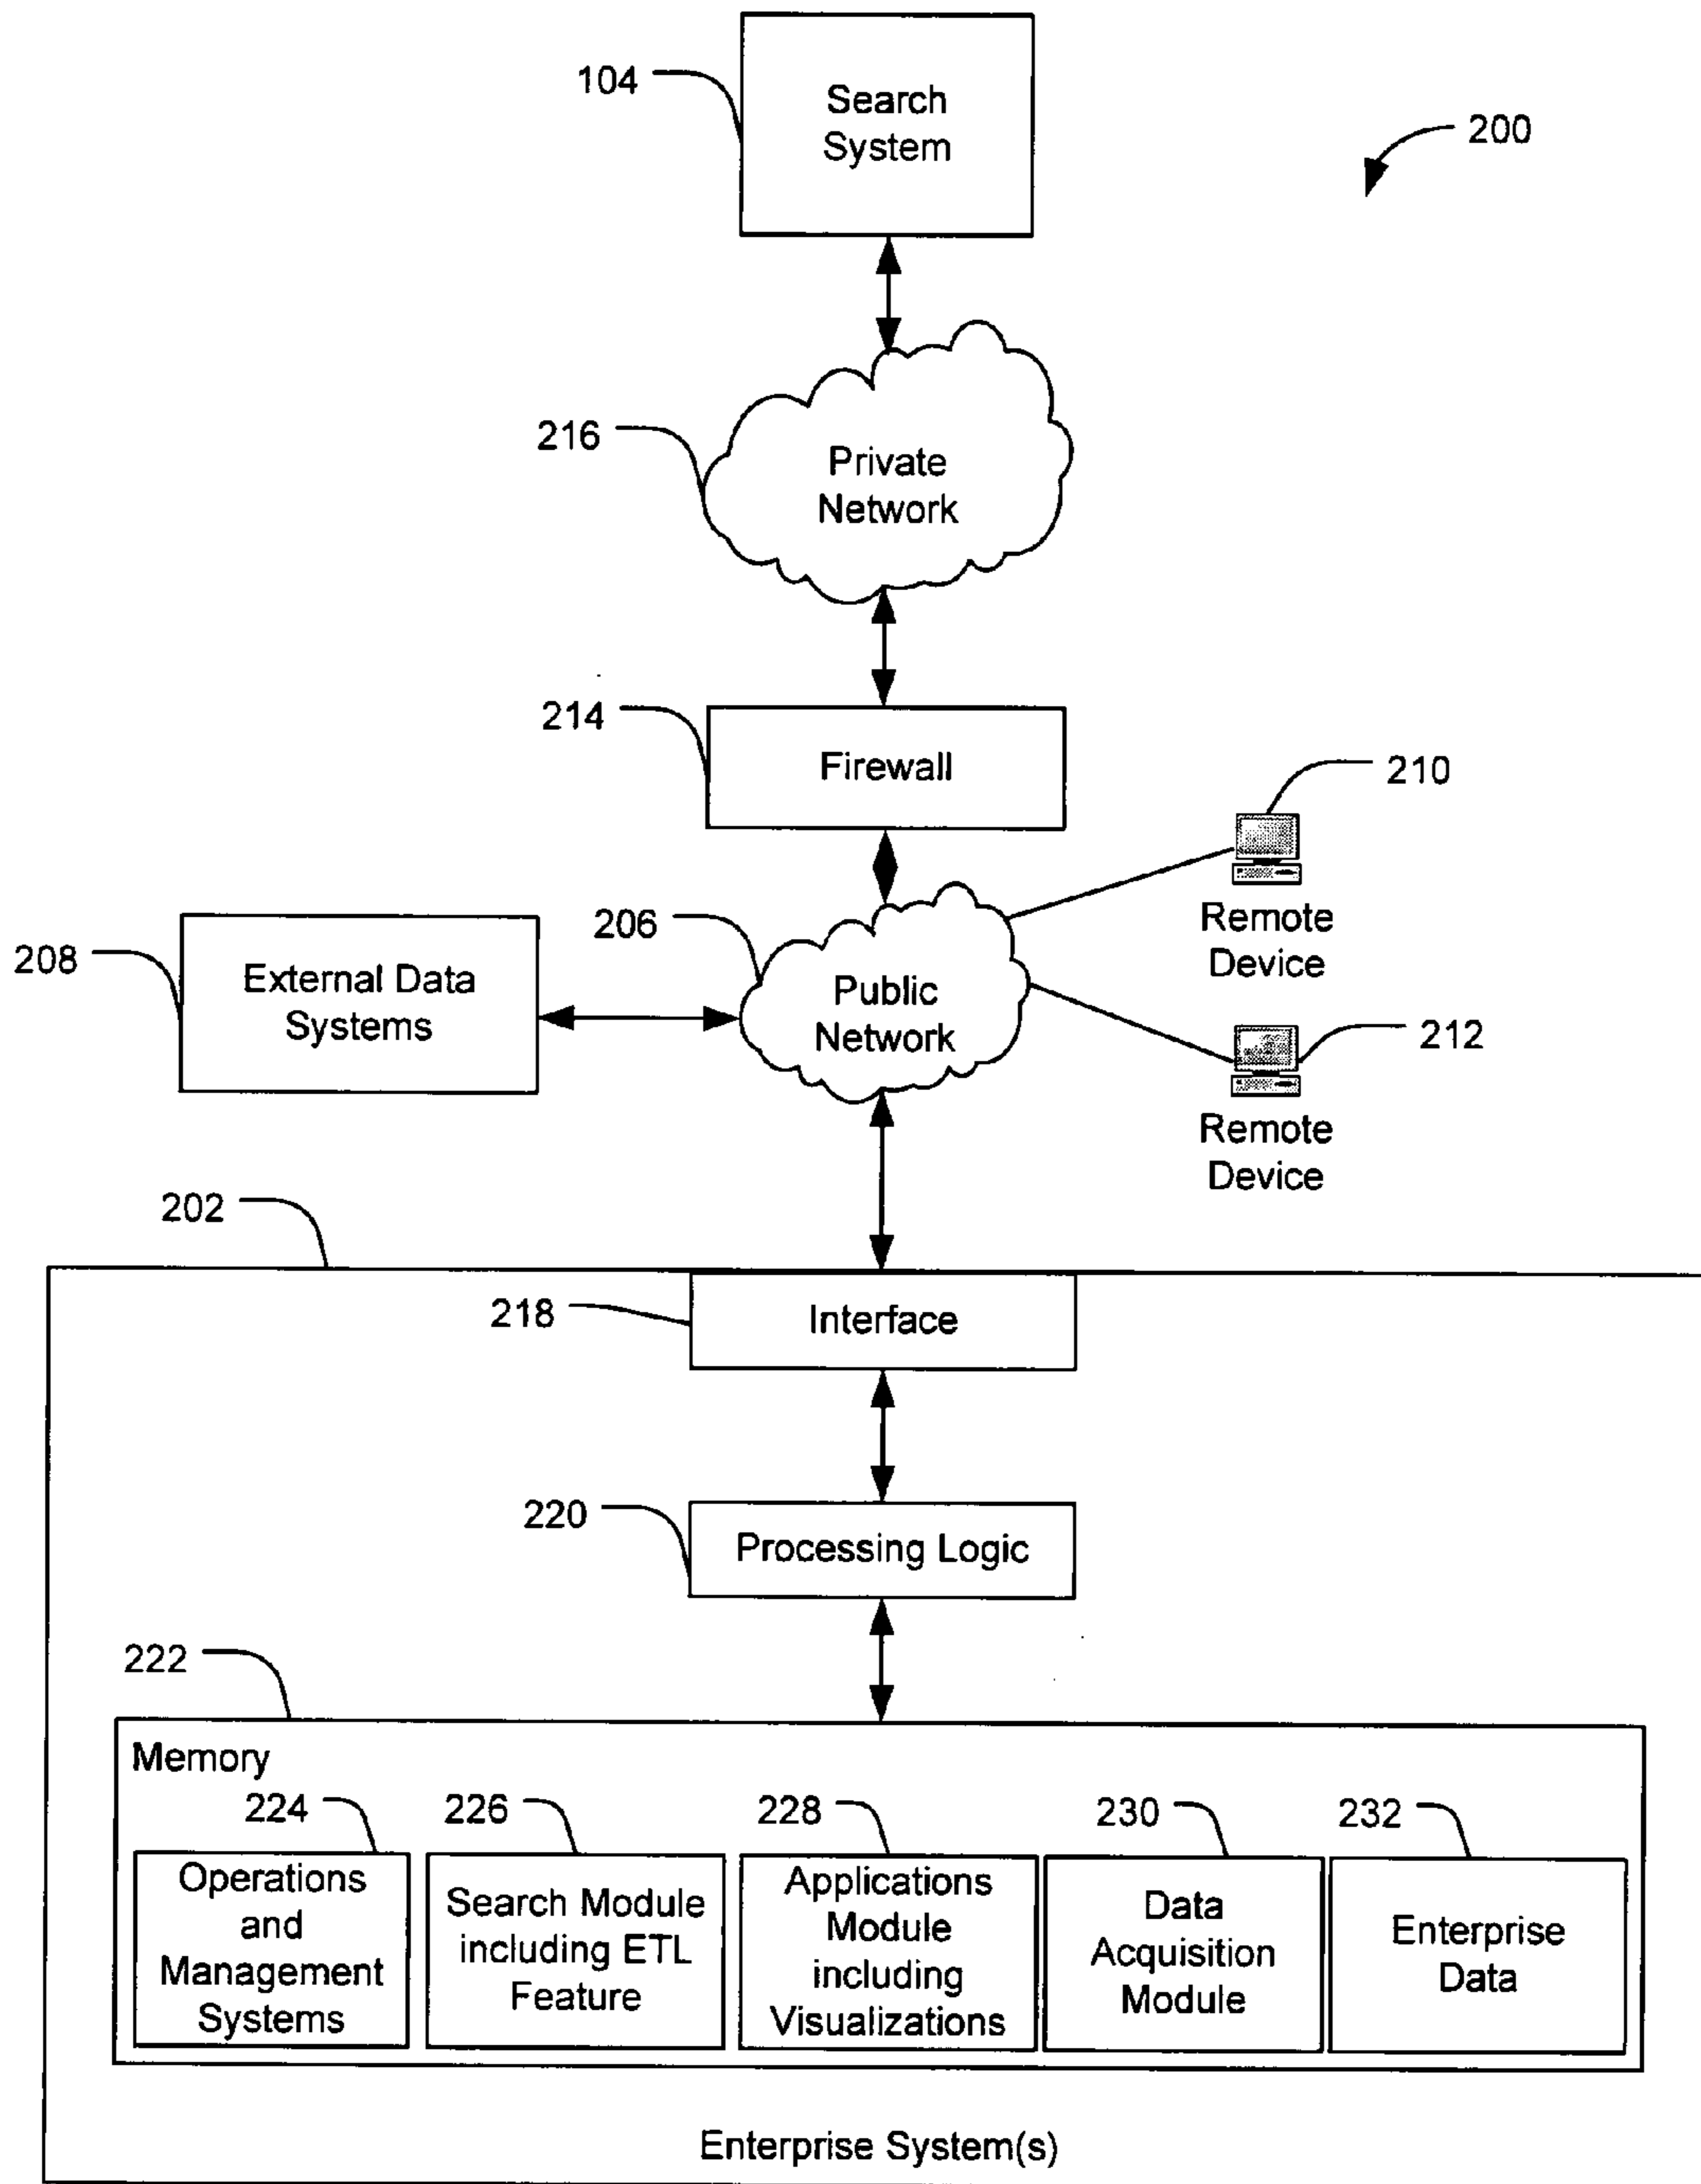 104
Search
System
200
216
Private
Network
214
Firewall
210
Remote
Device
206
208
External Data
Systems
Public
Network
212
Remote
Device
202
218
Interface
220
Processing Logic
222
Memory
224
226
228
230
232
Operations
and
Management
Systems
Search Module
including ETL
Feature
Applications
Module
including
Visualizations
Data
Acquisition
Module
Enterprise
Data
Enterprise System(s)